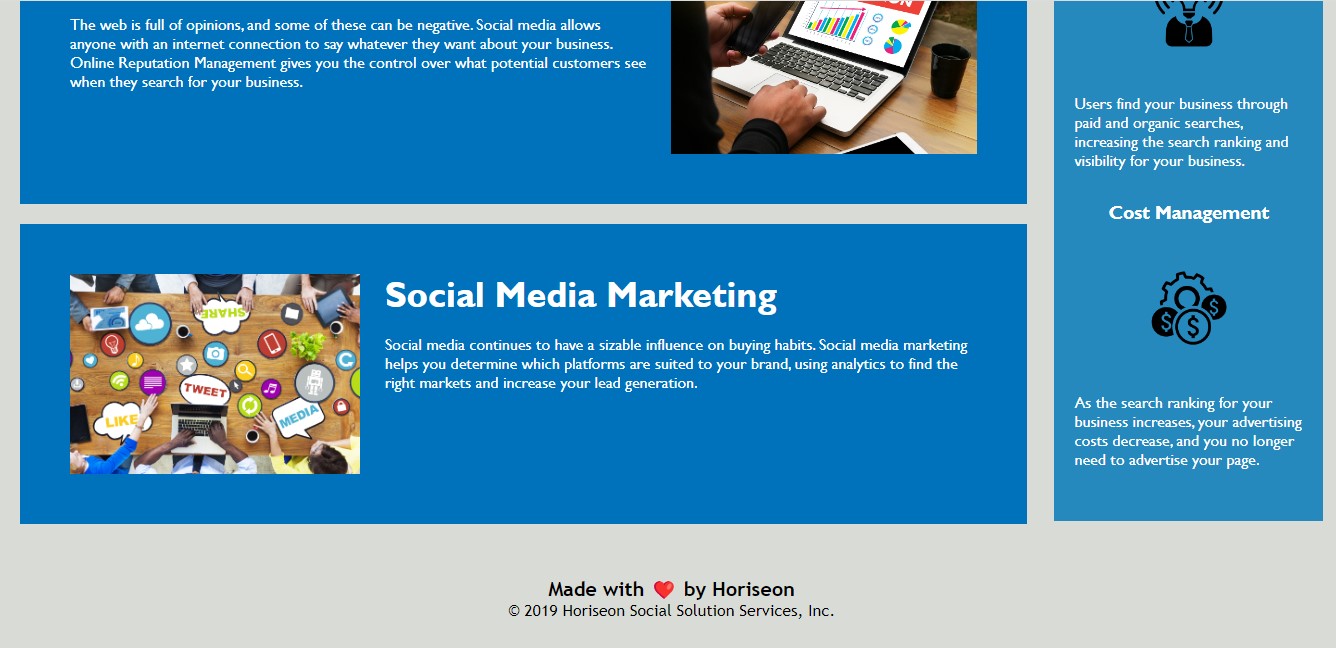 The web is full of opinions, and some of these can be negative. Social media allows
anyone with an internet connection to say whatever they want about your business.
Online Reputation Management gives you the control over what potential customers see
when they search for your business.
Social Media Marketing
Social media continues to have a sizable influence on buying habits. Social media marketing
helps you determine which platforms are suited to your brand, using analytics to find the
right markets and increase your lead generation.
SHARE
TWEET
LIKE
MEDIA
Users find your business through
paid and organic searches,
increasing the search ranking and
visibility for your business.
Cost Management
As the search ranking for your
business increases, your advertising
costs decrease, and you no longer
need to advertise your page.
Made with ❤️ by Horiseon
© 2019 Horiseon Social Solution Services, Inc.